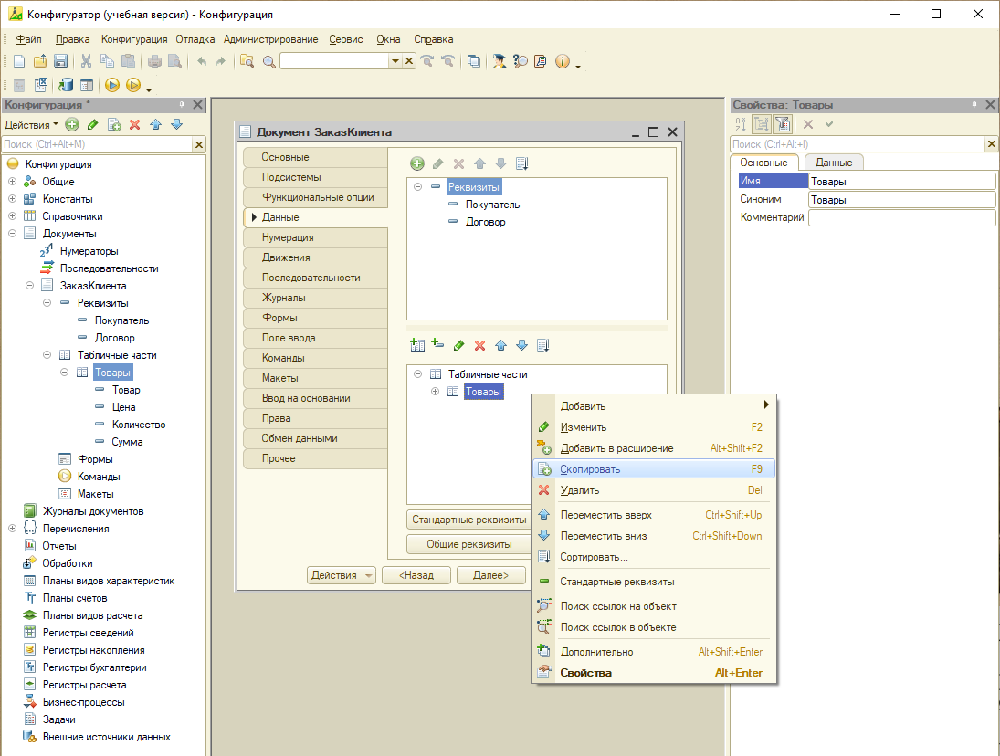 Конфигуратор (учебная версия) - Конфигурация
Файл Правка Конфигурация Отладка Администрирование Сервис Окна Справка
Конфигурация *
Действия
Поиск (Ctrl+Alt+M)
Конфигурация
Общие
Константы
Справочники
Документы
Нумераторы
Последовательности
ЗаказКлиента
Реквизиты
Покупатель
Договор
Табличные части
Товары
Товар
Цена
Количество
Сумма
Формы
Команды
Макеты
Журналы документов
Перечисления
Отчеты
Обработки
Планы видов характеристик
Планы счетов
Планы видов расчета
Регистры сведений
Регистры накопления
Регистры бухгалтерии
Регистры расчета
Бизнес-процессы
Задачи
Внешние источники данных
Документ ЗаказКлиента
Основные
Подсистемы
Функциональные опции
Данные
Нумерация
Движения
Последовательности
Журналы
Формы
Поле ввода
Команды
Макеты
Ввод на основании
Права
Обмен данными
Прочее
Реквизиты
Покупатель
Договор
Табличные части
Товары
Стандартные реквизиты
Общие реквизиты
Действия <Назад Далее>
Добавить
Изменить F2
Добавить в расширение Alt+Shift+F2
Скопировать F9
Удалить Del
Переместить вверх Ctrl+Shift+Up
Переместить вниз Ctrl+Shift+Down
Сортировать...
Стандартные реквизиты
Поиск ссылок на объект
Поиск ссылок в объекте
Дополнительно Alt+Shift+Enter
Свойства Alt+Enter
Свойства: Товары
Поиск (Ctrl+Alt+I)
Основные Данные
Имя Товары
Синоним Товары
Комментарий